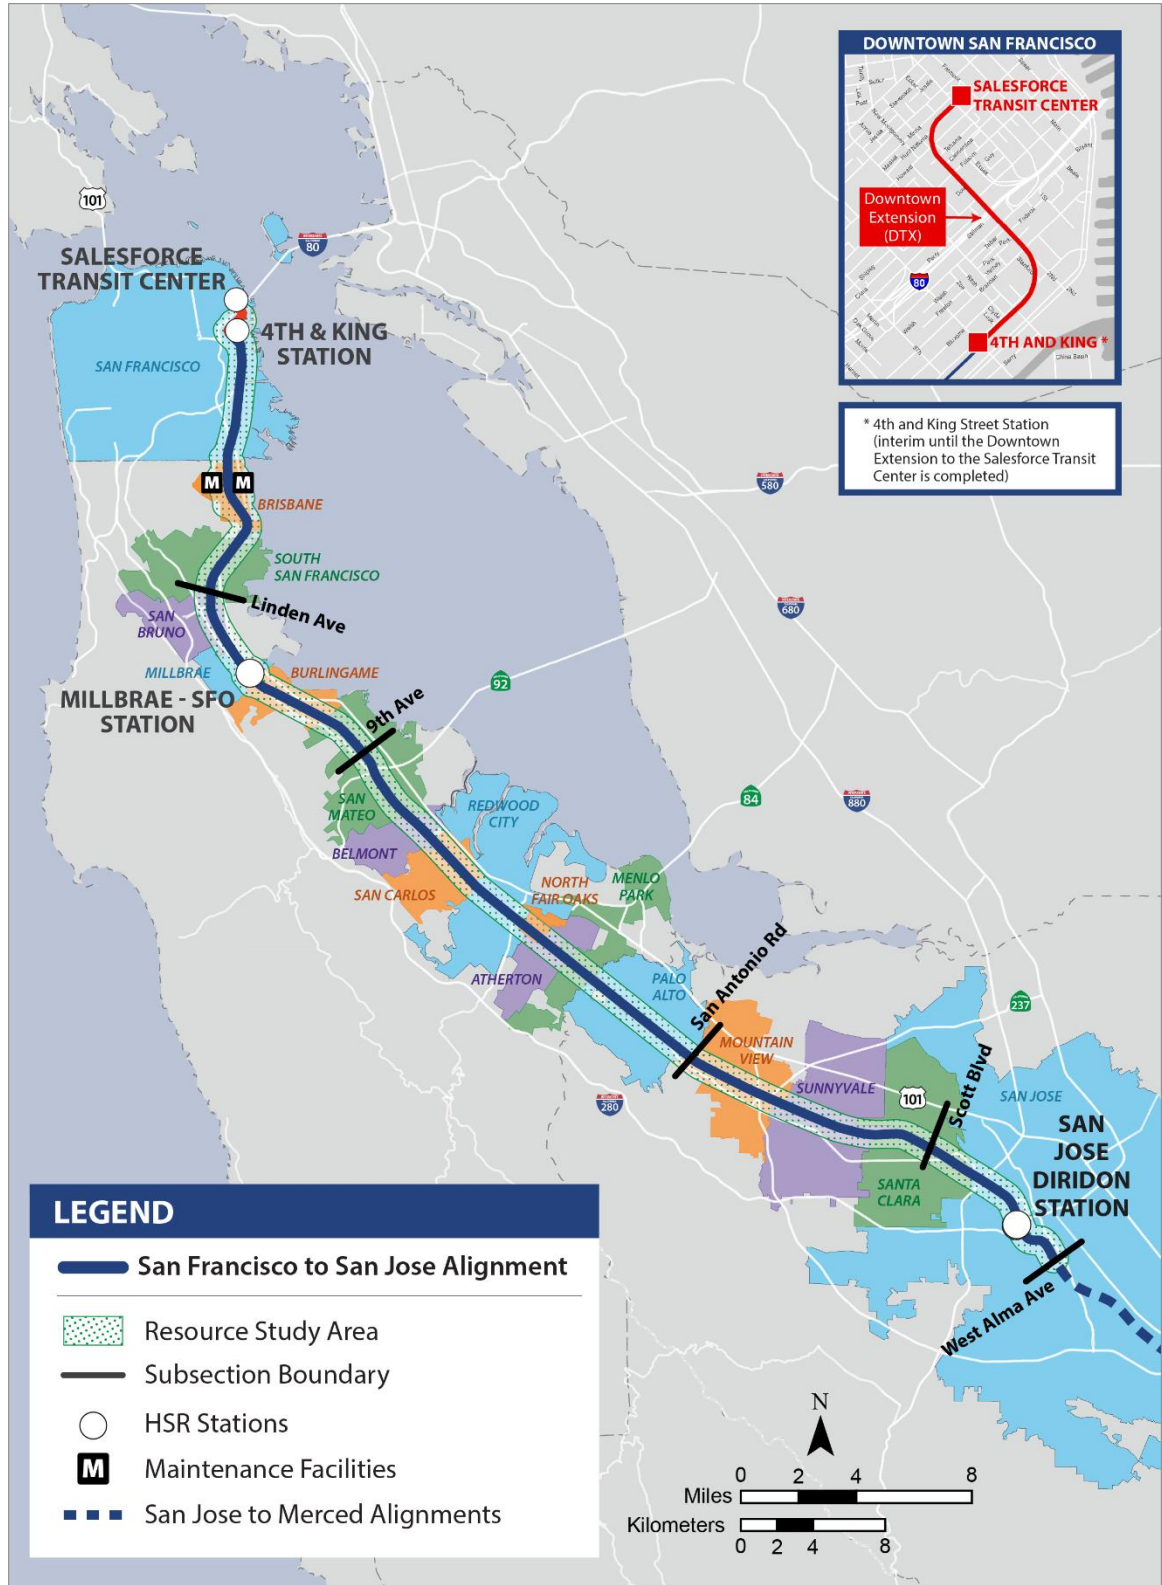 DOWNTOWN SAN FRANCISCO
SALESFORCE
TRANSIT CENTER
Downtown
Extension
(DTX)
80
4TH AND KING *
China Basin
* 4th and King Street Station
(interim until the Downtown
Extension to the Salesforce Transit
Center is completed)
101
80
SALESFORCE
TRANSIT CENTER
4TH & KING
STATION
SAN FRANCISCO
M M
BRISBANE
580
SOUTH
SAN FRANCISCO
Linden Ave
SAN
BRUNO
680
MILLBRAE
BURLINGAME
MILLBRAE - SFO
STATION
92
9th Ave
SAN
MATEO
REDWOOD
CITY
84
880
BELMONT
SAN CARLOS
NORTH
FAIR OAKS
MENLO
PARK
ATHERTON
PALO
ALTO
San Antonio Rd
237
MOUNTAIN
VIEW
SUNNYVALE
101
Scott Blvd
SAN JOSE
280
SAN
JOSE
DIRIDON
STATION
SANTA
CLARA
West Alma Ave
LEGEND
San Francisco to San Jose Alignment
Resource Study Area
Subsection Boundary
HSR Stations
M Maintenance Facilities
San Jose to Merced Alignments
N
0 2 4 8
Miles
Kilometers
0 2 4 8